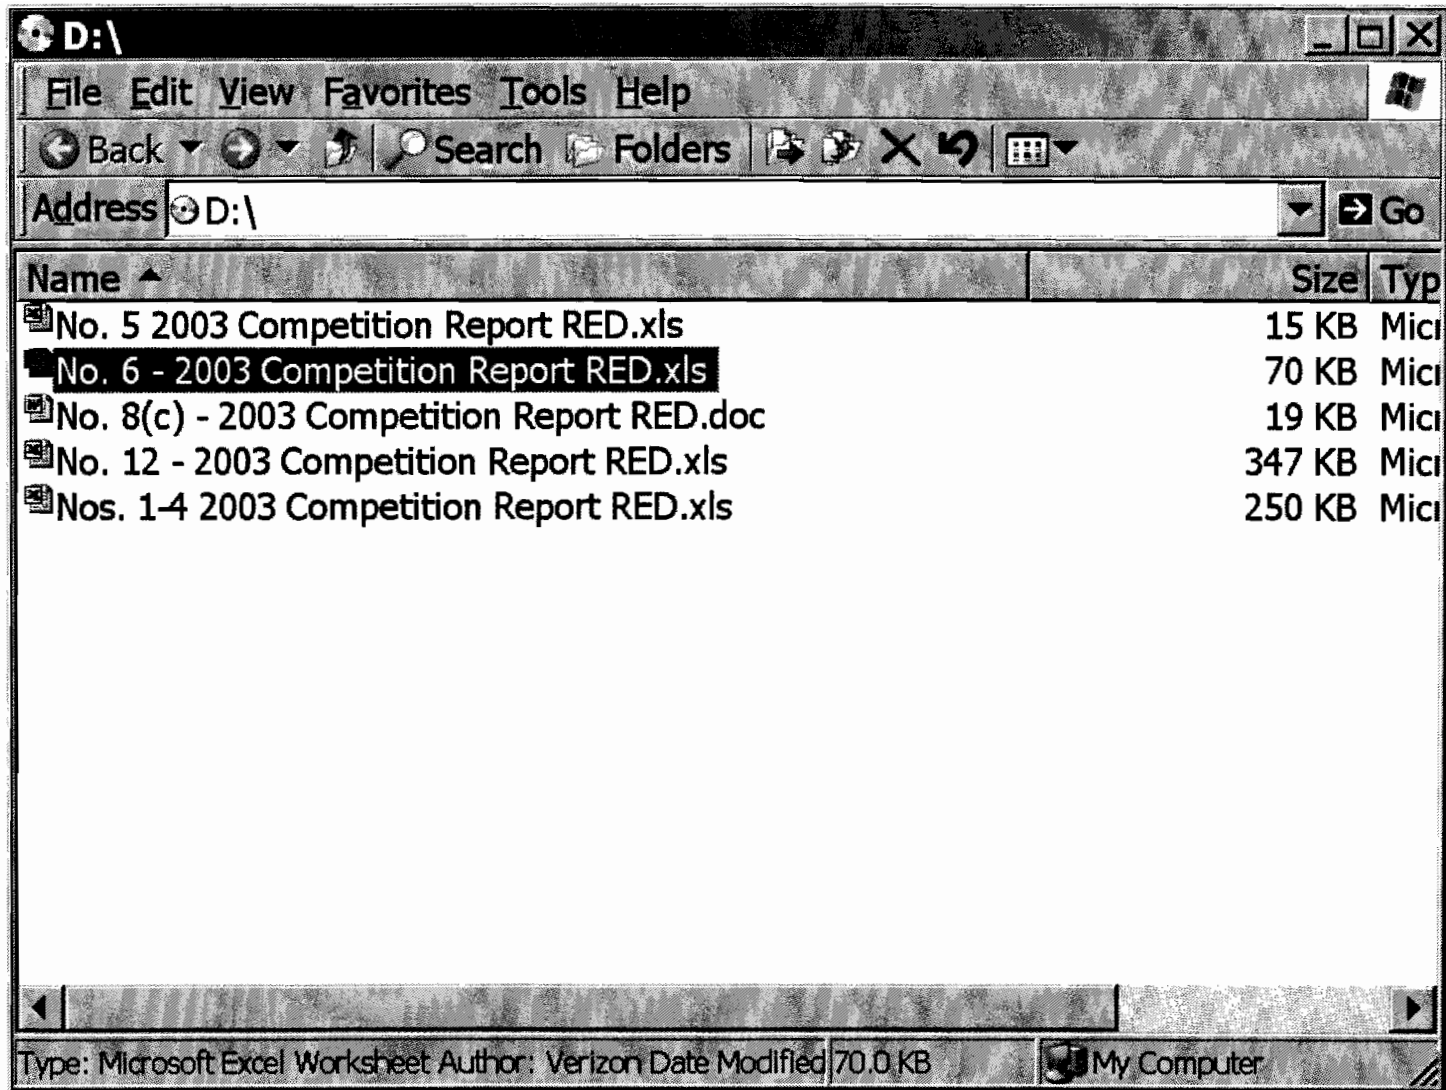 D:\
File Edit View Favorites Tools Help
Back Search Folders
Address D:\ Go
Name Size Typ
No. 5 2003 Competition Report RED.xls 15 KB Mici
No. 6 - 2003 Competition Report RED.xls 70 KB Mici
No. 8(c) - 2003 Competition Report RED.doc 19 KB Mici
No. 12 - 2003 Competition Report RED.xls 347 KB Mici
Nos. 1-4 2003 Competition Report RED.xls 250 KB Mici
Type: Microsoft Excel Worksheet Author: Verizon Date Modified 70.0 KB My Computer